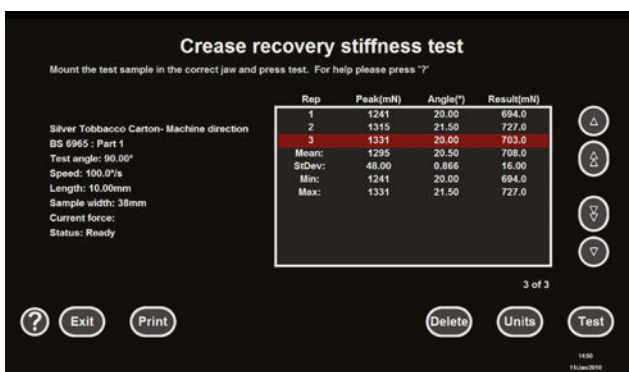 Crease recovery stiffness test
Mount the test sample in the correct jaw and press test. For help please press '?'
Silver Tobbacco Carton- Machine direction
BS 6965 : Part 1
Test angle: 90.00°
Speed: 100.0°/s
Length: 10.00mm
Sample width: 38mm
Current force:
Status: Ready
Rep Peak(mN) Angle(°) Result(mN)
1 1241 20.00 694.0
2 1315 21.50 727.0
3 1331 20.00 703.0
Mean: 1295 20.50 708.0
StDev: 48.00 0.866 16.00
Min: 1241 20.00 694.0
Max: 1331 21.50 727.0
3 of 3
? Exit Print Delete Units Test
14:50
11/Jan/2010